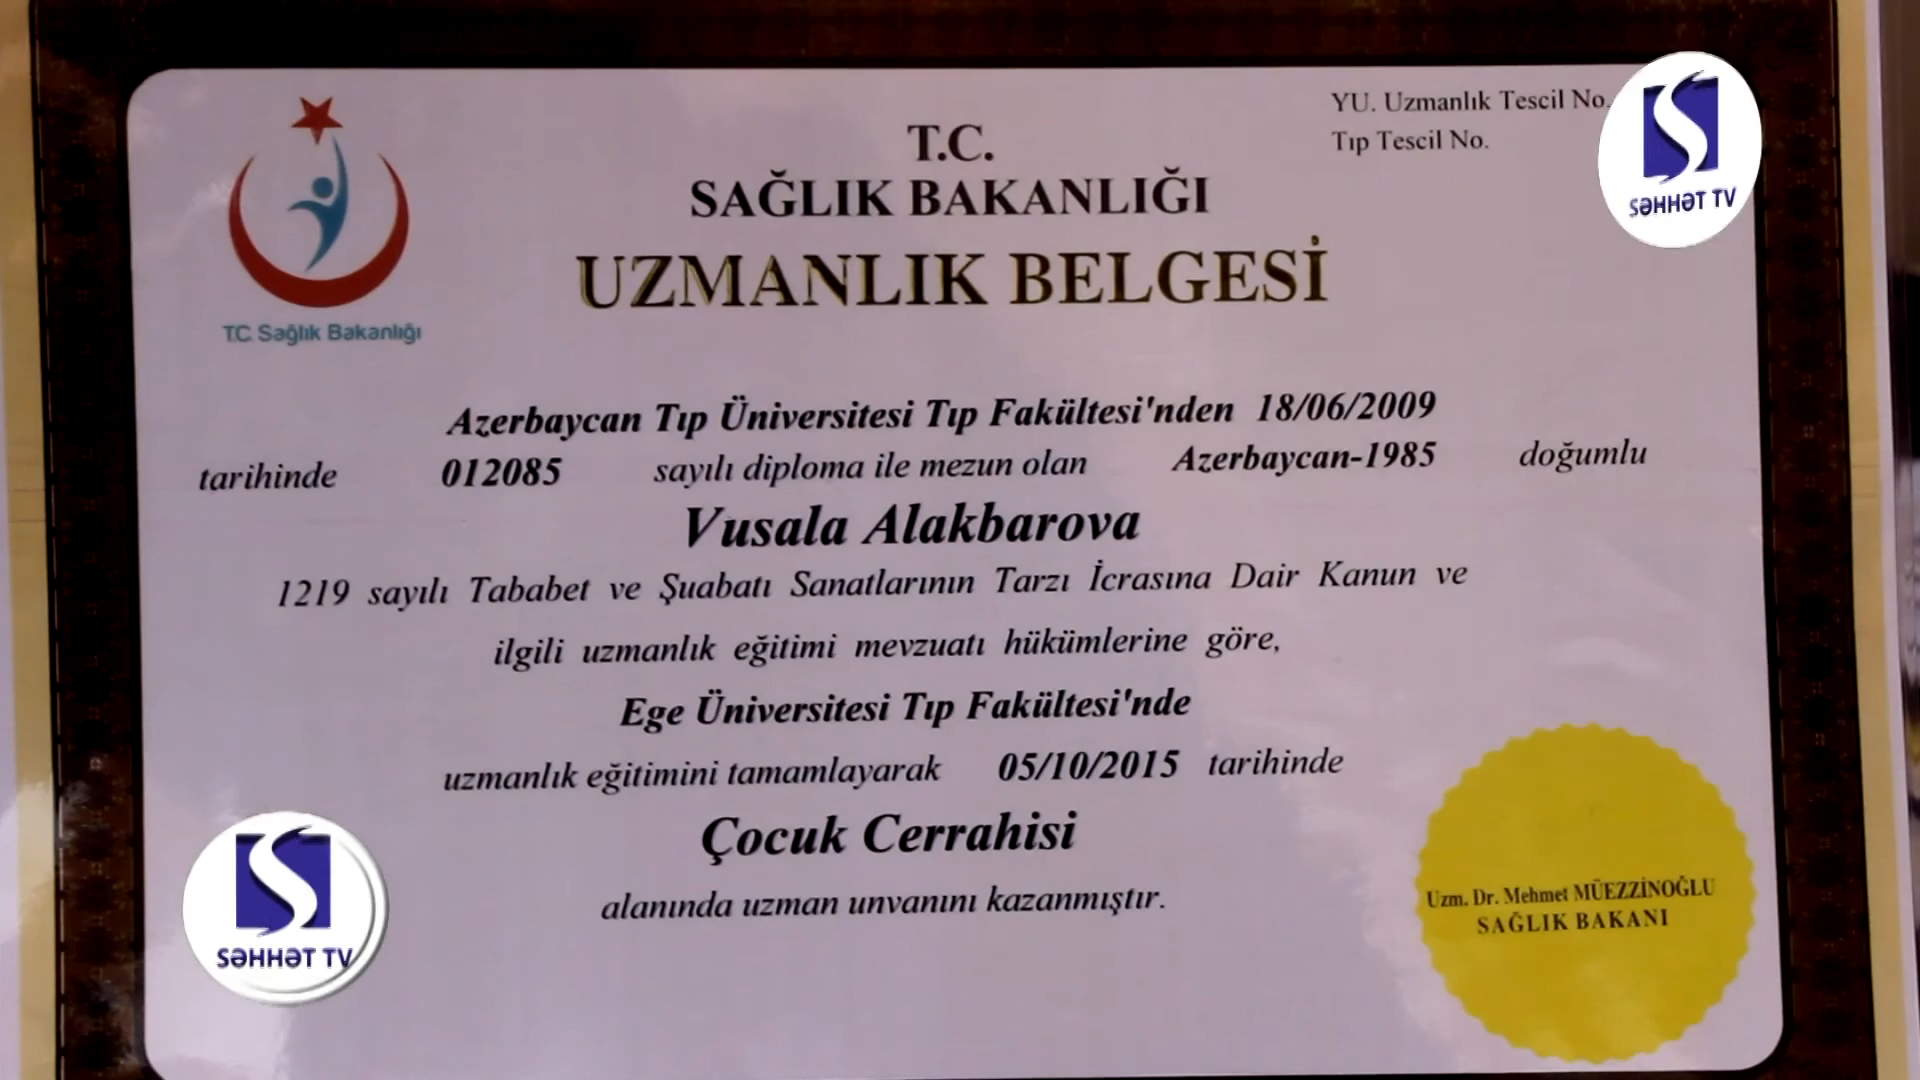 YU. Uzmanlık Tescil No.
Tıp Tescil No.
SƏHHƏT TV
T.C.
SAĞLIK BAKANLIĞI
UZMANLIK BELGESİ
T.C. Sağlık Bakanlığı
Azerbaycan Tıp Üniversitesi Tıp Fakültesi'nden 18/06/2009
tarihinde 012085 sayılı diploma ile mezun olan Azerbaycan-1985 doğumlu
Vusala Alakbarova
1219 sayılı Tababet ve Şuabatı Sanatlarının Tarzı İcrasına Dair Kanun ve
ilgili uzmanlık eğitimi mevzuatı hükümlerine göre,
Ege Üniversitesi Tıp Fakültesi'nde
uzmanlık eğitimini tamamlayarak 05/10/2015 tarihinde
Çocuk Cerrahisi
alanında uzman unvanını kazanmıştır.
Uzm. Dr. Mehmet MÜEZZİNOĞLU
SAĞLIK BAKANI
SƏHHƏT TV